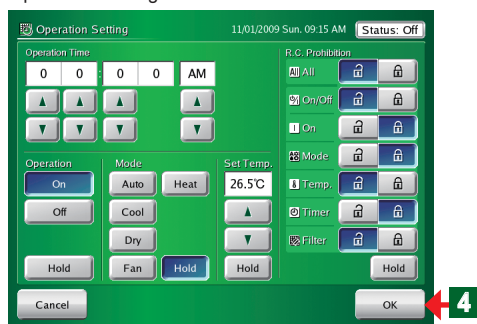 Operation Setting
11/01/2009 Sun. 09:15 AM
Status: Off
Operation Time
0 0 : 0 0 AM
Operation
On
Off
Hold
Mode
Auto Heat
Cool
Dry
Fan Hold
Set Temp.
26.5℃
Hold
R.C. Prohibition
All All
On/Off
On
Mode
Temp.
Timer
Filter
Hold
Cancel
OK
4